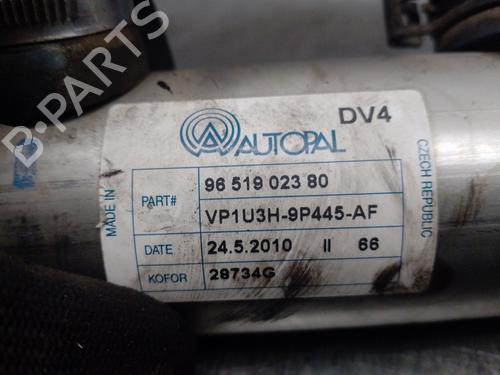 DV4
AUTOPAL
MADE IN
CZECH REPUBLIC
PART# 96 519 023 80
VP1U3H-9P445-AF
DATE 24.5.2010 II 66
KOFOR 29734G
B-PARTS